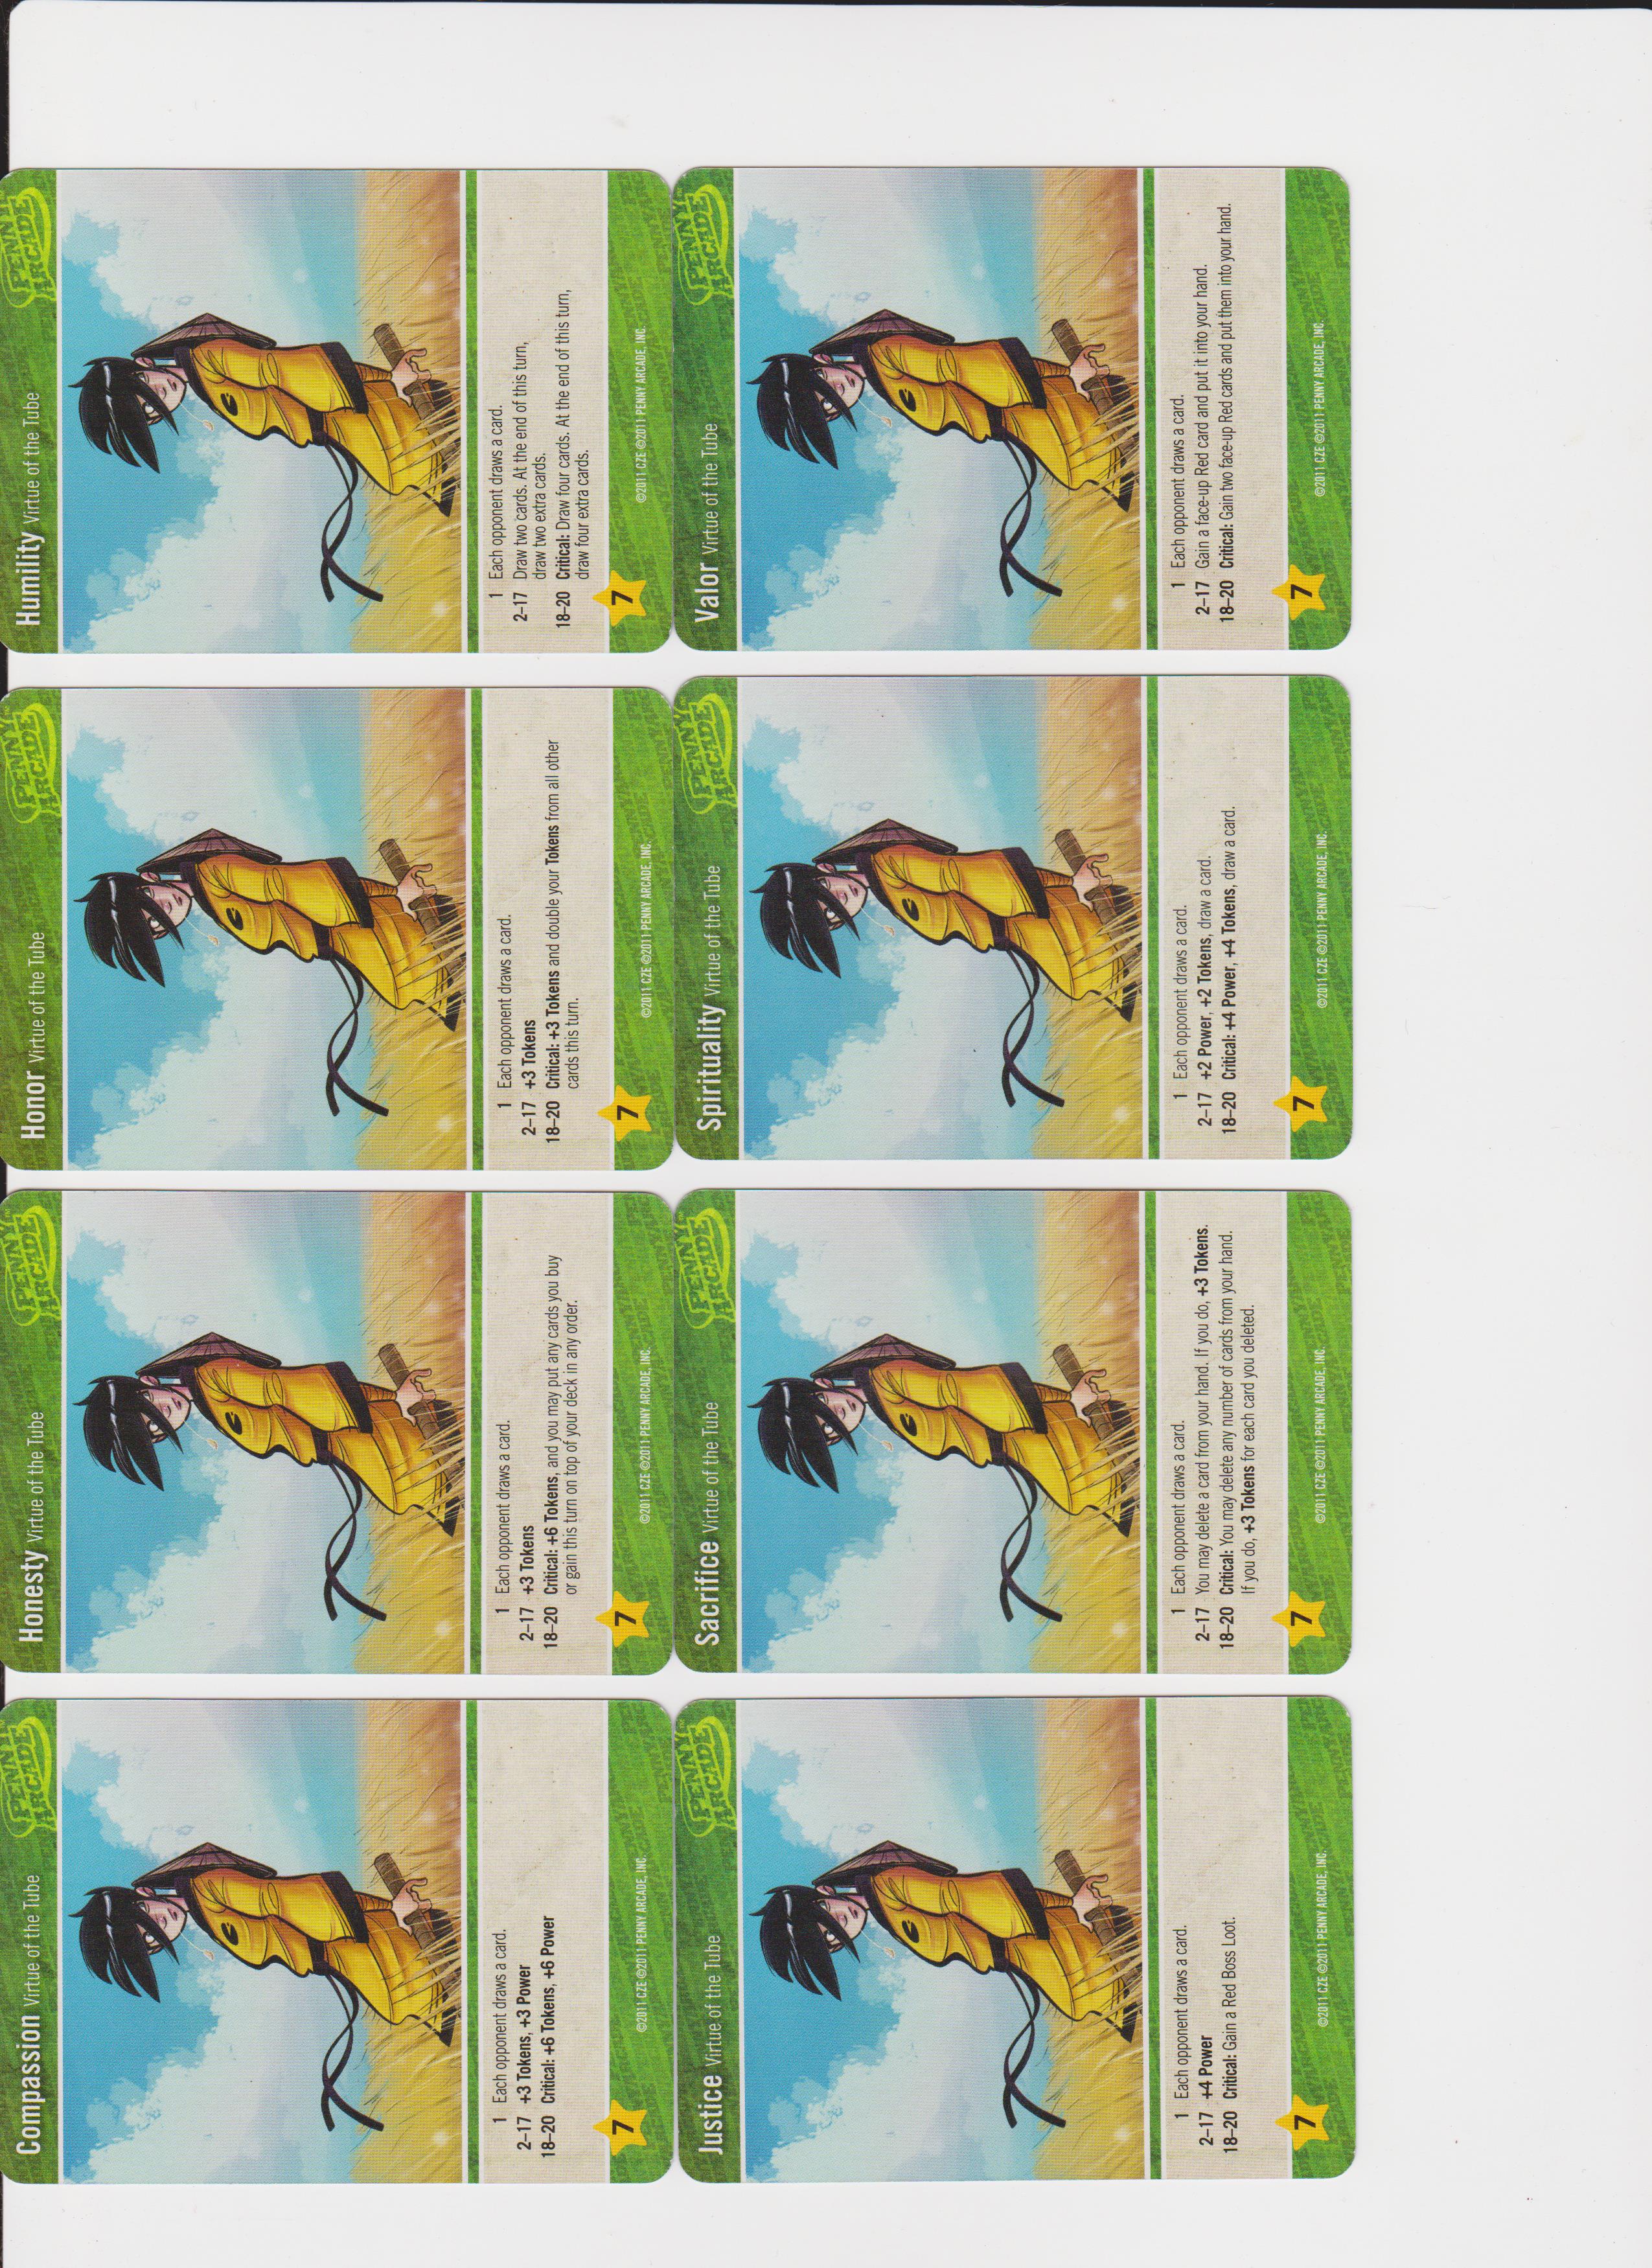 Compassion Virtue of the Tube
PENNY
ARCADE
1 Each opponent draws a card.
2–17 +3 Tokens, +3 Power
18–20 Critical: +6 Tokens, +6 Power
7
©2011 CZE ©2011 PENNY ARCADE, INC.
Honesty Virtue of the Tube
PENNY
ARCADE
1 Each opponent draws a card.
2–17 +3 Tokens
18–20 Critical: +6 Tokens, and you may put any cards you buy
or gain this turn on top of your deck in any order.
7
©2011 CZE ©2011 PENNY ARCADE, INC.
Honor Virtue of the Tube
PENNY
ARCADE
1 Each opponent draws a card.
2–17 +3 Tokens
18–20 Critical: +3 Tokens and double your Tokens from all other
cards this turn.
7
©2011 CZE ©2011 PENNY ARCADE, INC.
Humility Virtue of the Tube
PENNY
ARCADE
1 Each opponent draws a card.
2–17 Draw two cards. At the end of this turn,
draw two extra cards.
18–20 Critical: Draw four cards. At the end of this turn,
draw four extra cards.
7
©2011 CZE ©2011 PENNY ARCADE, INC.
Justice Virtue of the Tube
PENNY
ARCADE
1 Each opponent draws a card.
2–17 +4 Power
18–20 Critical: Gain a Red Boss Loot.
7
©2011 CZE ©2011 PENNY ARCADE, INC.
Sacrifice Virtue of the Tube
PENNY
ARCADE
1 Each opponent draws a card.
2–17 You may delete a card from your hand. If you do, +3 Tokens.
18–20 Critical: You may delete any number of cards from your hand.
If you do, +3 Tokens for each card you deleted.
7
©2011 CZE ©2011 PENNY ARCADE, INC.
Spirituality Virtue of the Tube
PENNY
ARCADE
1 Each opponent draws a card.
2–17 +2 Power, +2 Tokens, draw a card.
18–20 Critical: +4 Power, +4 Tokens, draw a card.
7
©2011 CZE ©2011 PENNY ARCADE, INC.
Valor Virtue of the Tube
PENNY
ARCADE
1 Each opponent draws a card.
2–17 Gain a face-up Red card and put it into your hand.
18–20 Critical: Gain two face-up Red cards and put them into your hand.
7
©2011 CZE ©2011 PENNY ARCADE, INC.